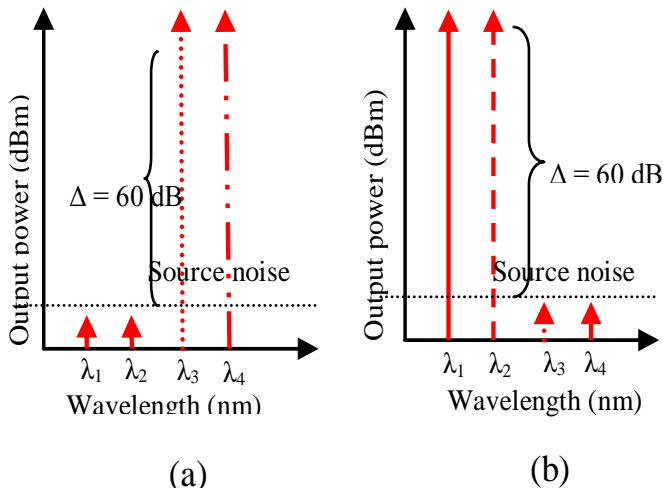 Output power (dBm)
Δ = 60 dB
Source noise
λ1 λ2 λ3 λ4
Wavelength (nm)
(a)
Output power (dBm)
Δ = 60 dB
Source noise
λ1 λ2 λ3 λ4
Wavelength (nm)
(b)